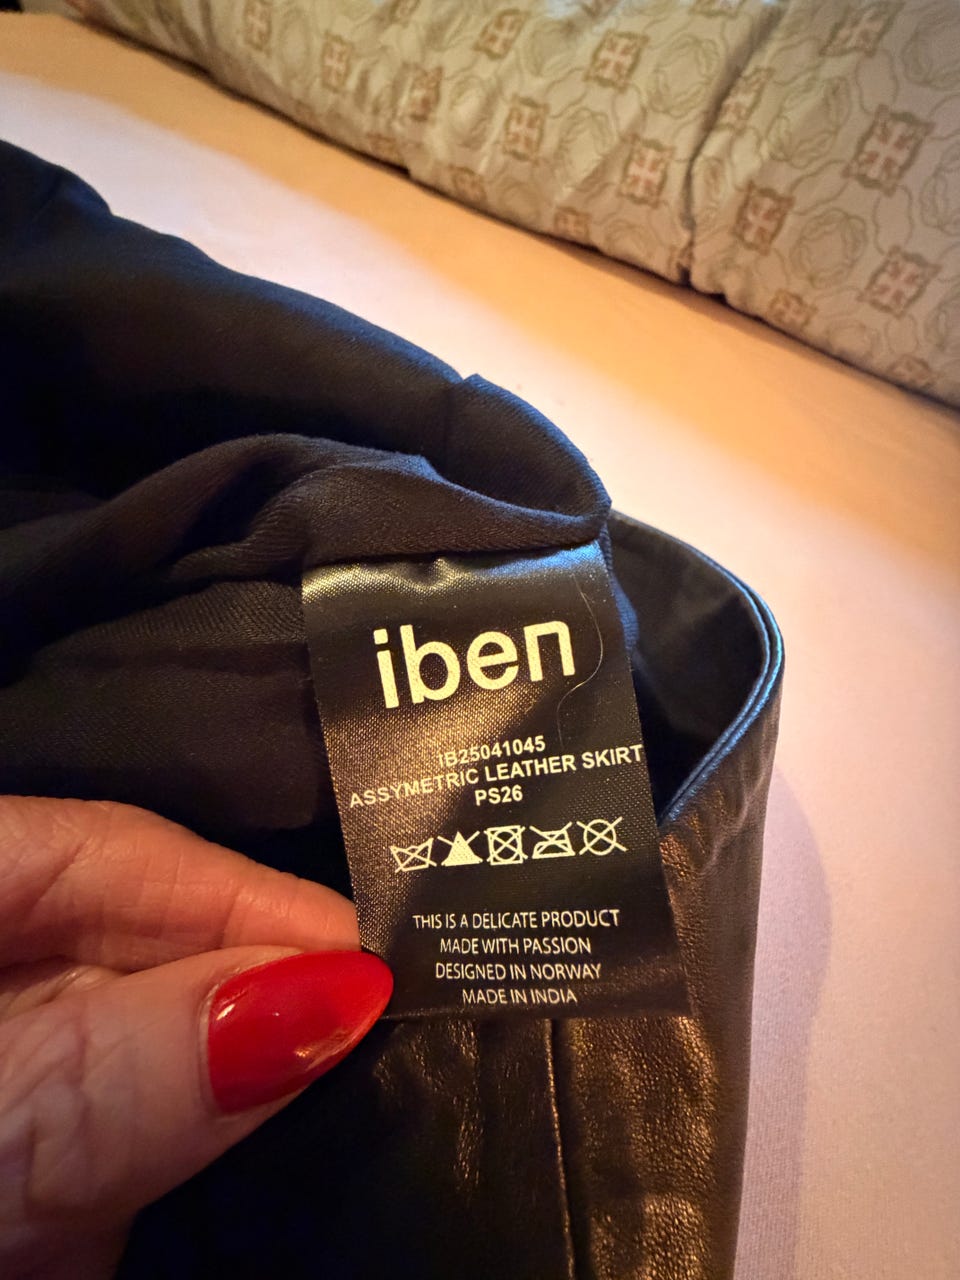 iben
IB25041045
ASSYMETRIC LEATHER SKIRT
PS26
THIS IS A DELICATE PRODUCT
MADE WITH PASSION
DESIGNED IN NORWAY
MADE IN INDIA